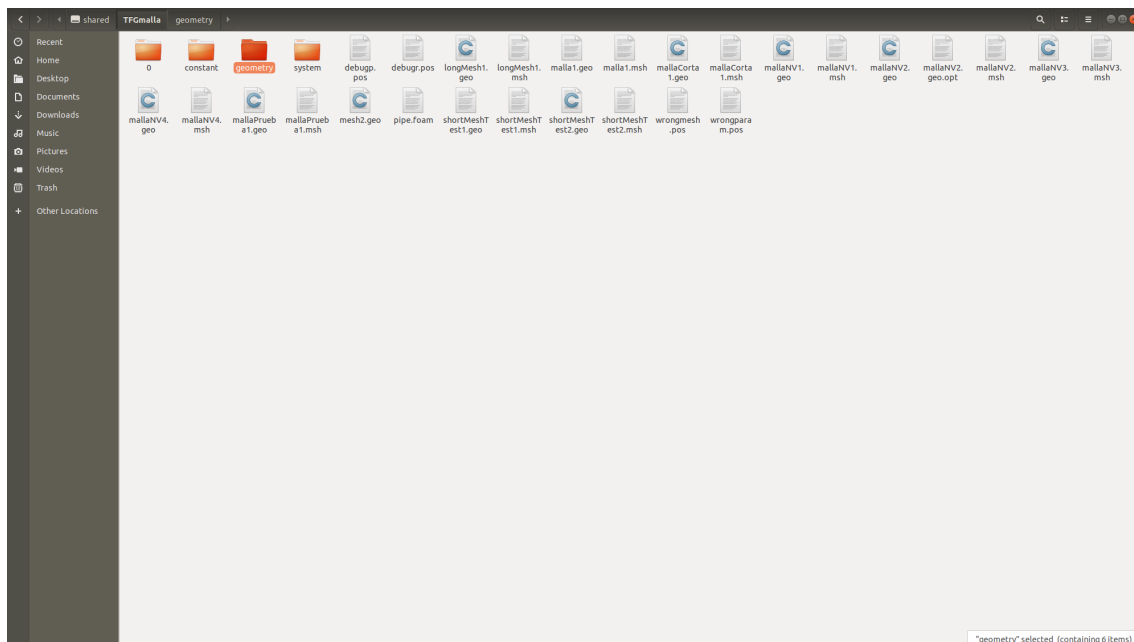 shared TFGmalla geometry
Recent
Home
Desktop
Documents
Downloads
Music
Pictures
Videos
Trash
Other Locations
0 constant geometry system debugp. debugr.pos longMesh1. longMesh1. malla1.geo malla1.msh mallaCorta mallaCorta mallaNV1. mallaNV1. mallaNV2. mallaNV2. mallaNV2. mallaNV3. mallaNV3.
pos geo msh 1.geo 1.msh geo msh geo geo.opt msh geo msh
mallaNV4. mallaNV4. mallaPrueb mallaPrueb mesh2.geo pipe.foam shortMeshT shortMeshT shortMeshT shortMeshT wrongmesh wrongpara
geo msh a1.geo a1.msh est1.geo est1.msh est2.geo est2.msh .pos m.pos
"geometry" selected (containing 6 items)